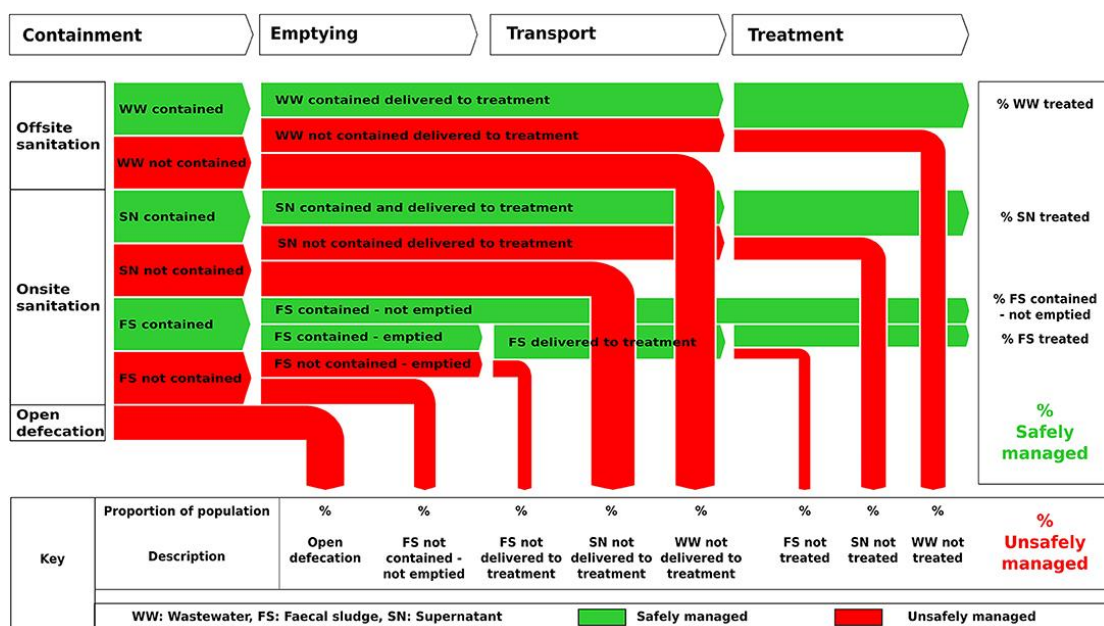 Containment
Emptying
Transport
Treatment
Offsite
sanitation
WW contained
WW not contained
WW contained delivered to treatment
WW not contained delivered to treatment
% WW treated
Onsite
sanitation
SN contained
SN not contained
FS contained
FS not contained
SN contained and delivered to treatment
SN not contained delivered to treatment
FS contained - not emptied
FS contained - emptied
FS not contained - emptied
FS delivered to treatment
% SN treated
% FS contained
- not emptied
% FS treated
Open
defecation
%
Safely
managed
Key
Proportion of population
% % % % % % % %
Description
Open
defecation
FS not
contained -
not emptied
FS not
delivered to
treatment
SN not
delivered to
treatment
WW not
delivered to
treatment
FS not
treated
SN not
treated
WW not
treated
%
Unsafely
managed
WW: Wastewater, FS: Faecal sludge, SN: Supernatant
Safely managed
Unsafely managed